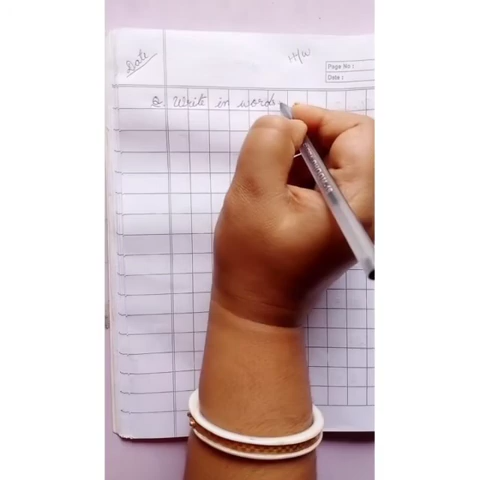 Date
H/W
Page No :
Date :
Q Write in words